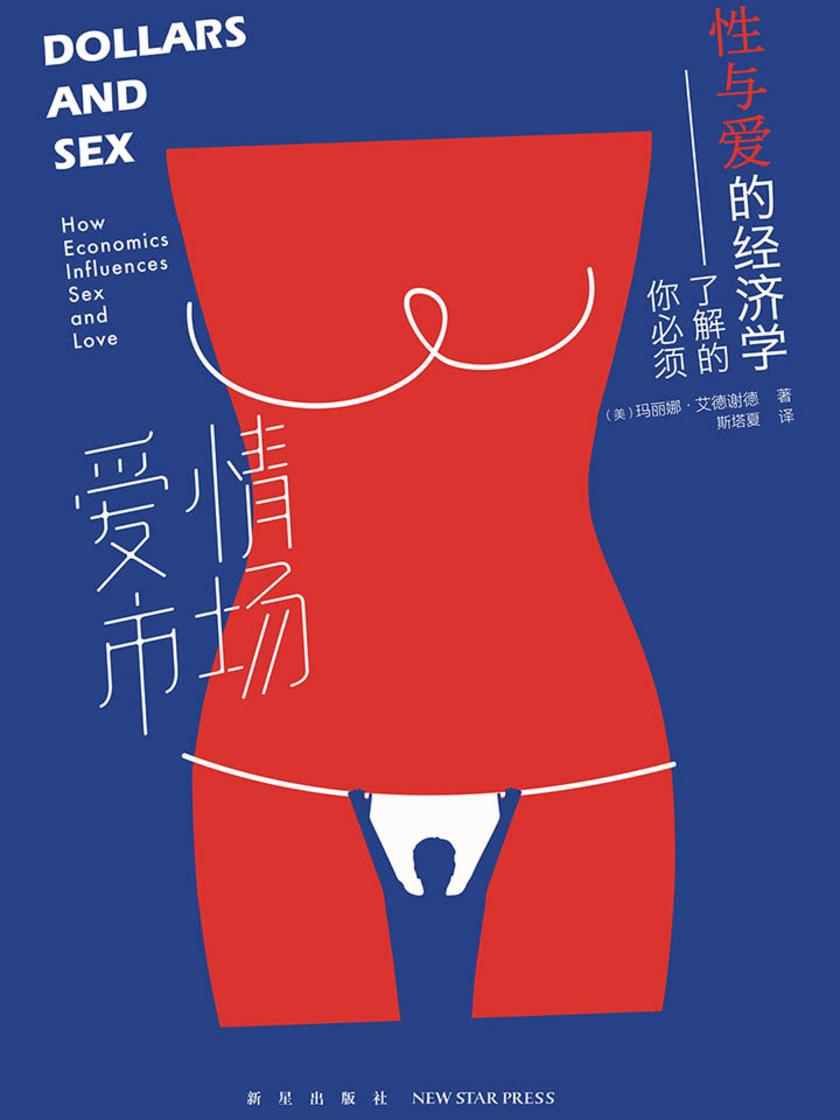 DOLLARS
AND
SEX
How
Economics
Influences
Sex
and
Love
性与爱的经济学
你必须
了解的
（美）玛丽娜·艾德谢德 著
斯塔夏 译
爱情
市场
新星出版社 NEW STAR PRESS